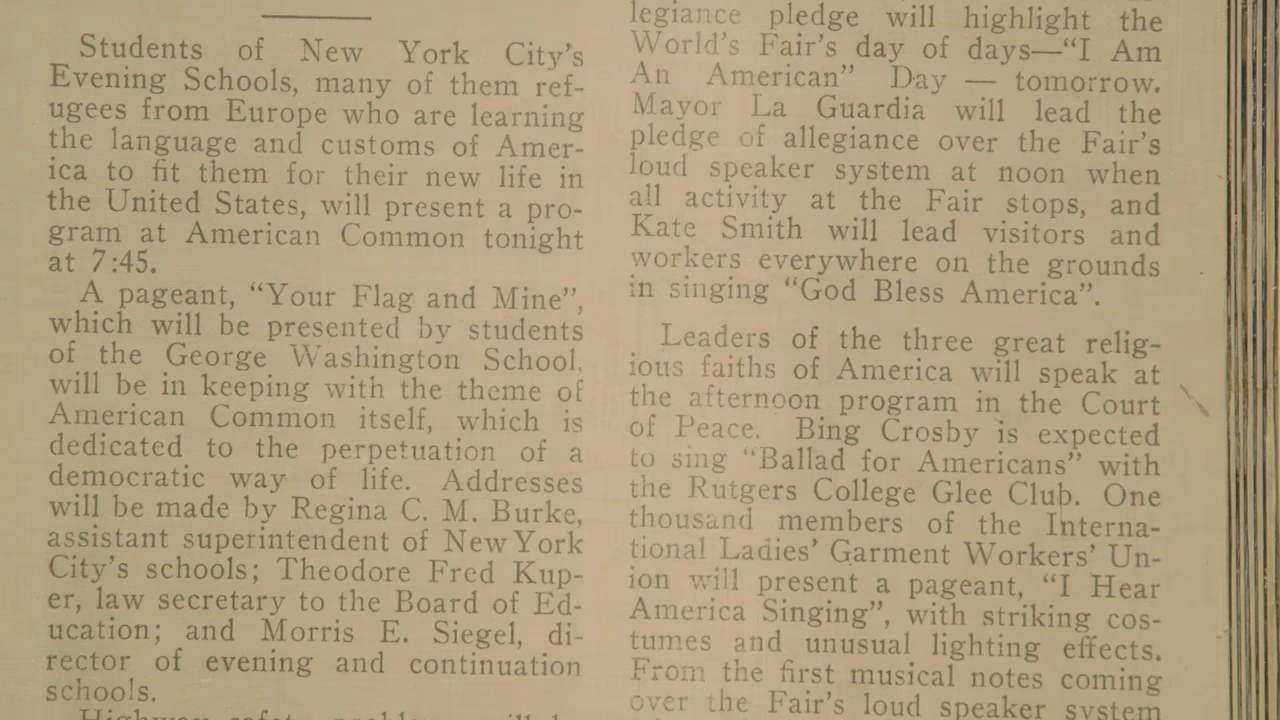 Students of New York City's
Evening Schools, many of them ref-
ugees from Europe who are learning
the language and customs of Amer-
ica to fit them for their new life in
the United States, will present a pro-
gram at American Common tonight
at 7:45.
A pageant, "Your Flag and Mine",
which will be presented by students
of the George Washington School,
will be in keeping with the theme of
American Common itself, which is
dedicated to the perpetuation of a
democratic way of life. Addresses
will be made by Regina C. M. Burke,
assistant superintendent of New York
City's schools; Theodore Fred Kup-
er, law secretary to the Board of Ed-
ucation; and Morris E. Siegel, di-
rector of evening and continuation
schools.
legiance pledge will highlight the
World's Fair's day of days—"I Am
An American" Day — tomorrow.
Mayor La Guardia will lead the
pledge of allegiance over the Fair's
loud speaker system at noon when
all activity at the Fair stops, and
Kate Smith will lead visitors and
workers everywhere on the grounds
in singing "God Bless America".
Leaders of the three great relig-
ious faiths of America will speak at
the afternoon program in the Court
of Peace. Bing Crosby is expected
to sing "Ballad for Americans" with
the Rutgers College Glee Club. One
thousand members of the Interna-
tional Ladies' Garment Workers' Un-
ion will present a pageant, "I Hear
America Singing", with striking cos-
tumes and unusual lighting effects.
From the first musical notes coming
over the Fair's loud speaker system